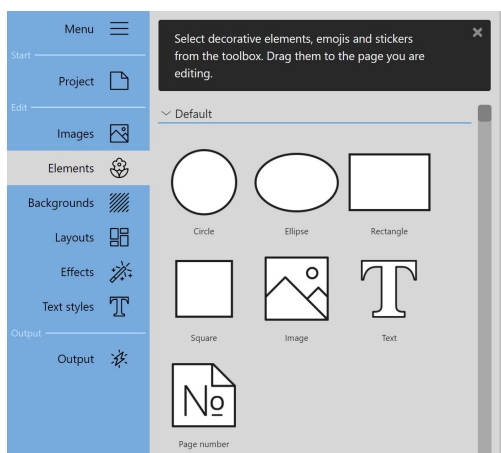 Menu
Start
Project
Edit
Images
Elements
Backgrounds
Layouts
Effects
Text styles
Output
Output
Select decorative elements, emojis and stickers
from the toolbox. Drag them to the page you are
editing.
Default
Circle
Ellipse
Rectangle
Square
Image
T
Text
Nº
Page number